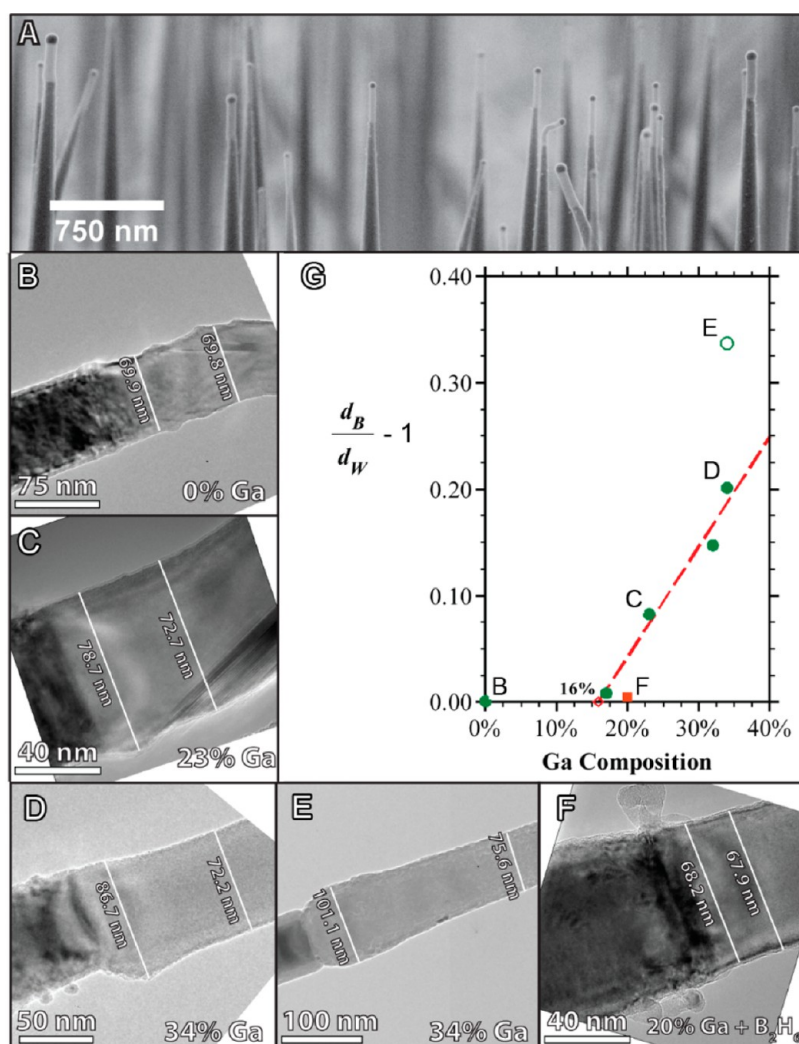 A
750 nm
B
69.9 nm
69.8 nm
75 nm
0% Ga
C
78.7 nm
72.7 nm
40 nm
23% Ga
G
0.40
0.30
0.20
0.10
0.00
d_B
d_W
- 1
E
D
C
B
16%
F
0%
10%
20%
30%
40%
Ga Composition
D
86.7 nm
72.2 nm
50 nm
34% Ga
E
101.1 nm
75.6 nm
100 nm
34% Ga
F
68.2 nm
67.9 nm
40 nm
20% Ga + B₂H₆